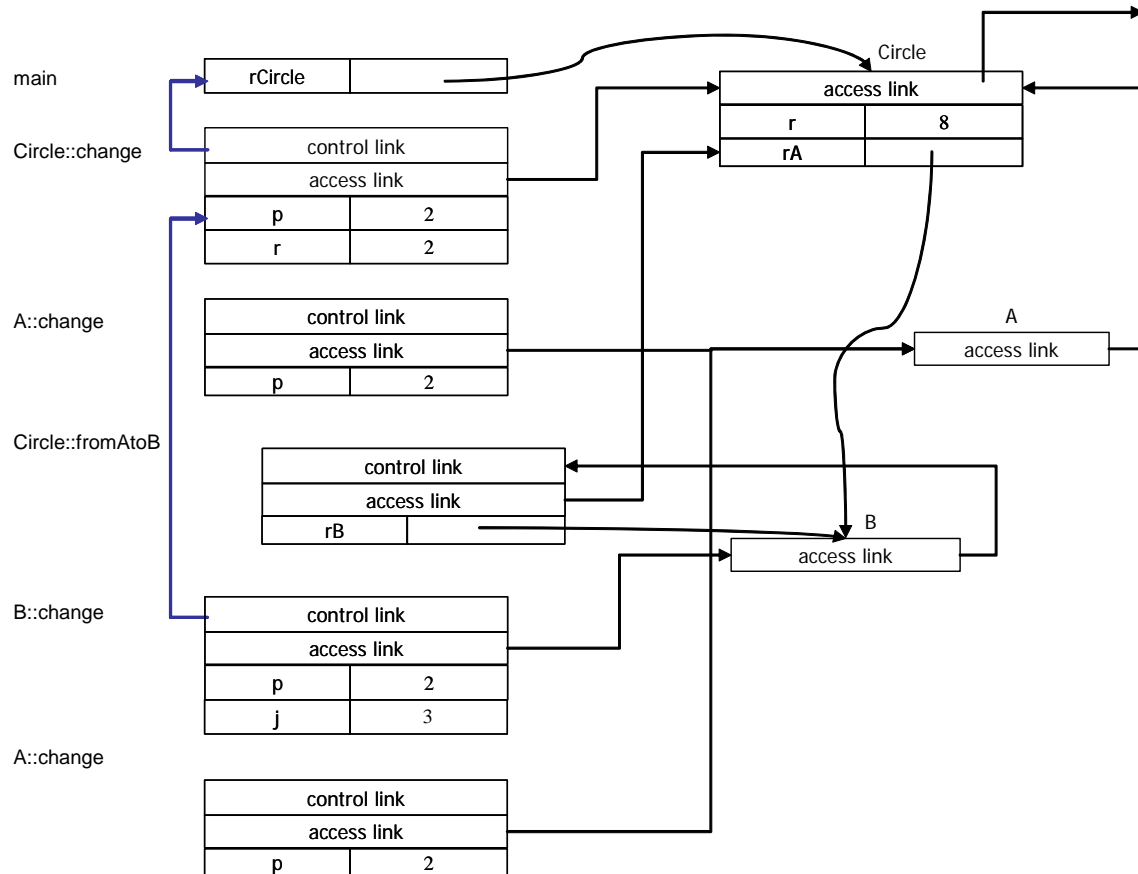 Circle
main
rCircle
access link
r 8
rA
Circle::change
control link
access link
p 2
r 2
A::change
control link
access link
p 2
A
access link
Circle::fromAtoB
control link
access link
rB
B
access link
B::change
control link
access link
p 2
j 3
A::change
control link
access link
p 2